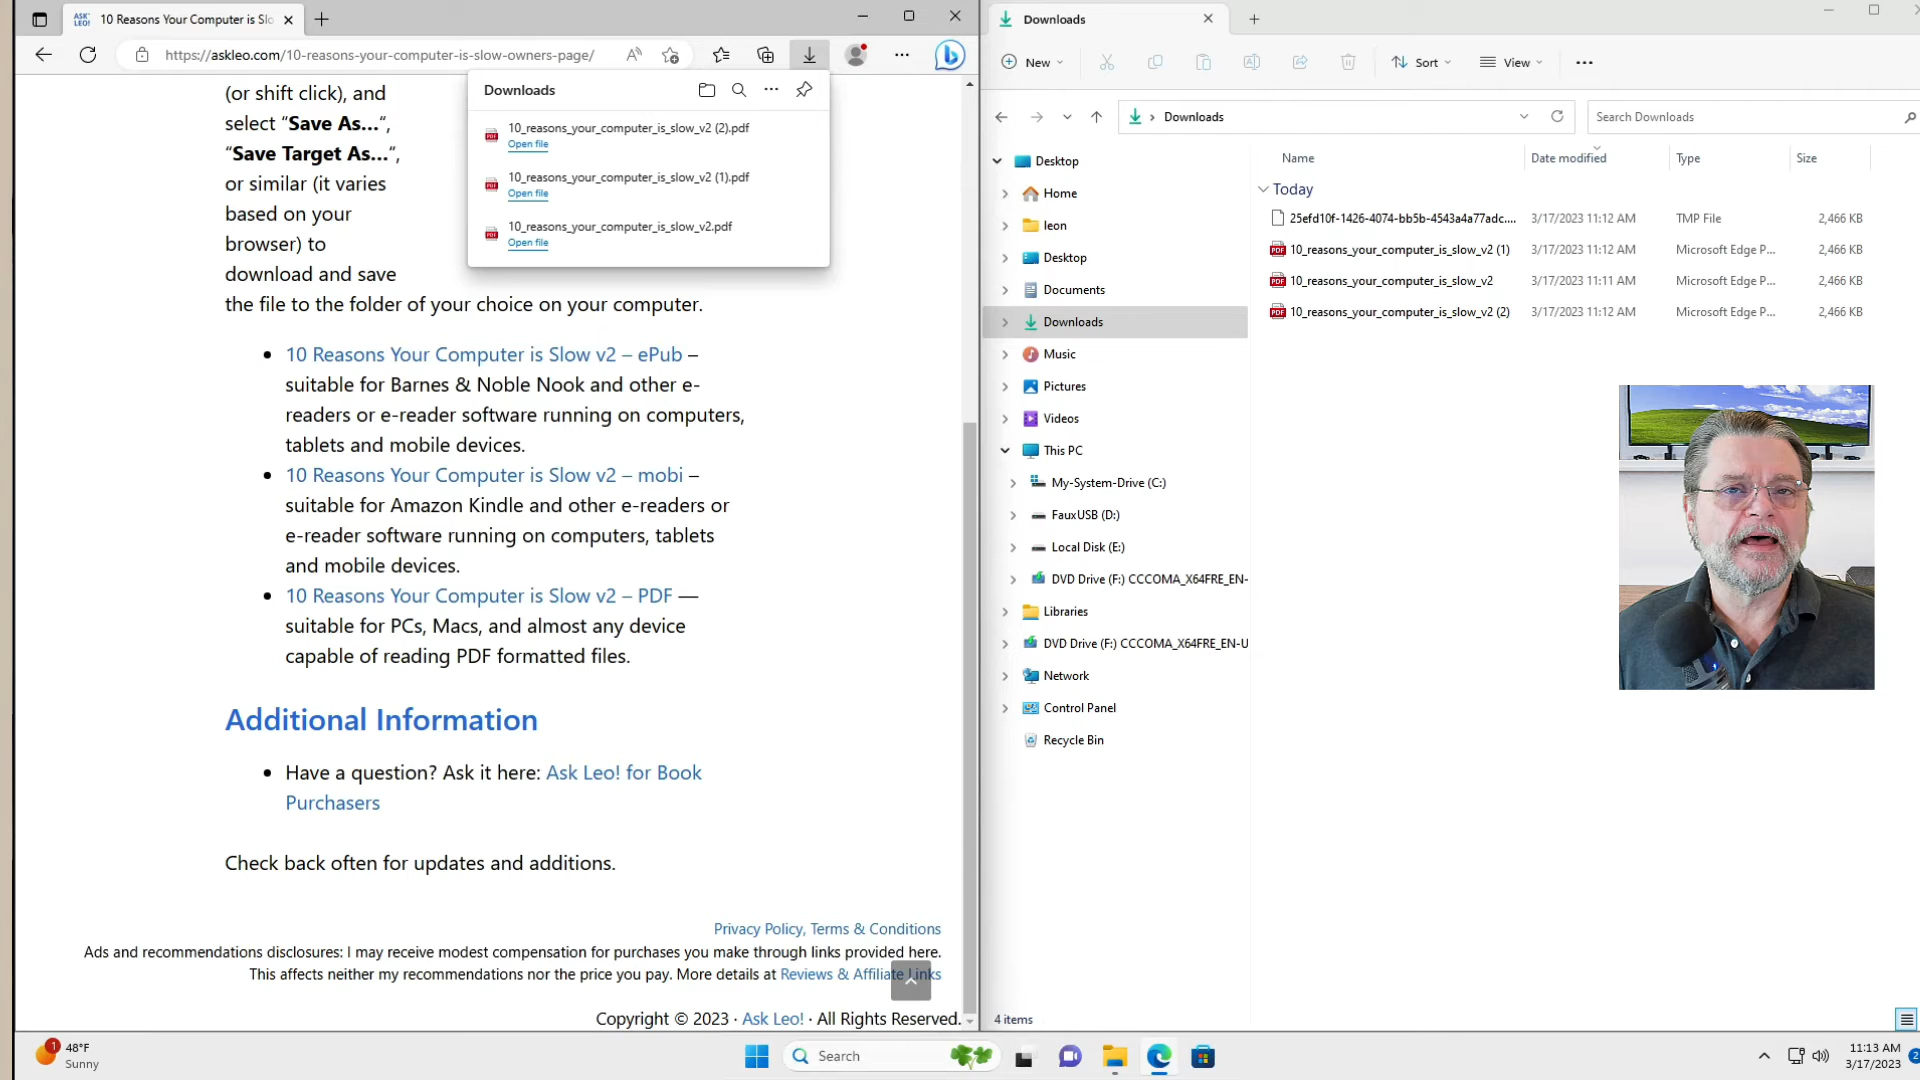 ASK LEO!
10 Reasons Your Computer is Slo
https://askleo.com/10-reasons-your-computer-is-slow-owners-page/
(or shift click), and
select “Save As...“,
“Save Target As...”,
or similar (it varies
based on your
browser) to
download and save
the file to the folder of your choice on your computer.
Downloads
10_reasons_your_computer_is_slow_v2 (2).pdf
Open file
10_reasons_your_computer_is_slow_v2 (1).pdf
Open file
10_reasons_your_computer_is_slow_v2.pdf
Open file
10 Reasons Your Computer is Slow v2 – ePub –
suitable for Barnes & Noble Nook and other e-
readers or e-reader software running on computers,
tablets and mobile devices.
10 Reasons Your Computer is Slow v2 – mobi –
suitable for Amazon Kindle and other e-readers or
e-reader software running on computers, tablets
and mobile devices.
10 Reasons Your Computer is Slow v2 – PDF —
suitable for PCs, Macs, and almost any device
capable of reading PDF formatted files.
Additional Information
Have a question? Ask it here: Ask Leo! for Book
Purchasers
Check back often for updates and additions.
Privacy Policy, Terms & Conditions
Ads and recommendations disclosures: I may receive modest compensation for purchases you make through links provided here.
This affects neither my recommendations nor the price you pay. More details at Reviews & Affiliate Links
Copyright © 2023 · Ask Leo! · All Rights Reserved.
Downloads
New
Sort
View
Downloads
Search Downloads
Desktop
Home
leon
Desktop
Documents
Downloads
Music
Pictures
Videos
This PC
My-System-Drive (C:)
FauxUSB (D:)
Local Disk (E:)
DVD Drive (F:) CCCOMA_X64FRE_EN-
Libraries
DVD Drive (F:) CCCOMA_X64FRE_EN-U
Network
Control Panel
Recycle Bin
Name Date modified Type Size
Today
25efd10f-1426-4074-bb5b-4543a4a77adc.... 3/17/2023 11:12 AM TMP File 2,466 KB
10_reasons_your_computer_is_slow_v2 (1) 3/17/2023 11:12 AM Microsoft Edge P... 2,466 KB
10_reasons_your_computer_is_slow_v2 3/17/2023 11:11 AM Microsoft Edge P... 2,466 KB
10_reasons_your_computer_is_slow_v2 (2) 3/17/2023 11:12 AM Microsoft Edge P... 2,466 KB
4 items
1
48°F
Sunny
Search
11:13 AM
3/17/2023
2